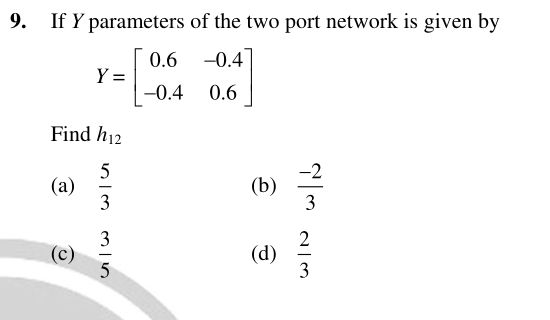 9. If Y parameters of the two port network is given by
Y = [0.6 –0.4
–0.4 0.6]
Find h₁₂
(a) 5/3 (b) –2/3
(c) 3/5 (d) 2/3